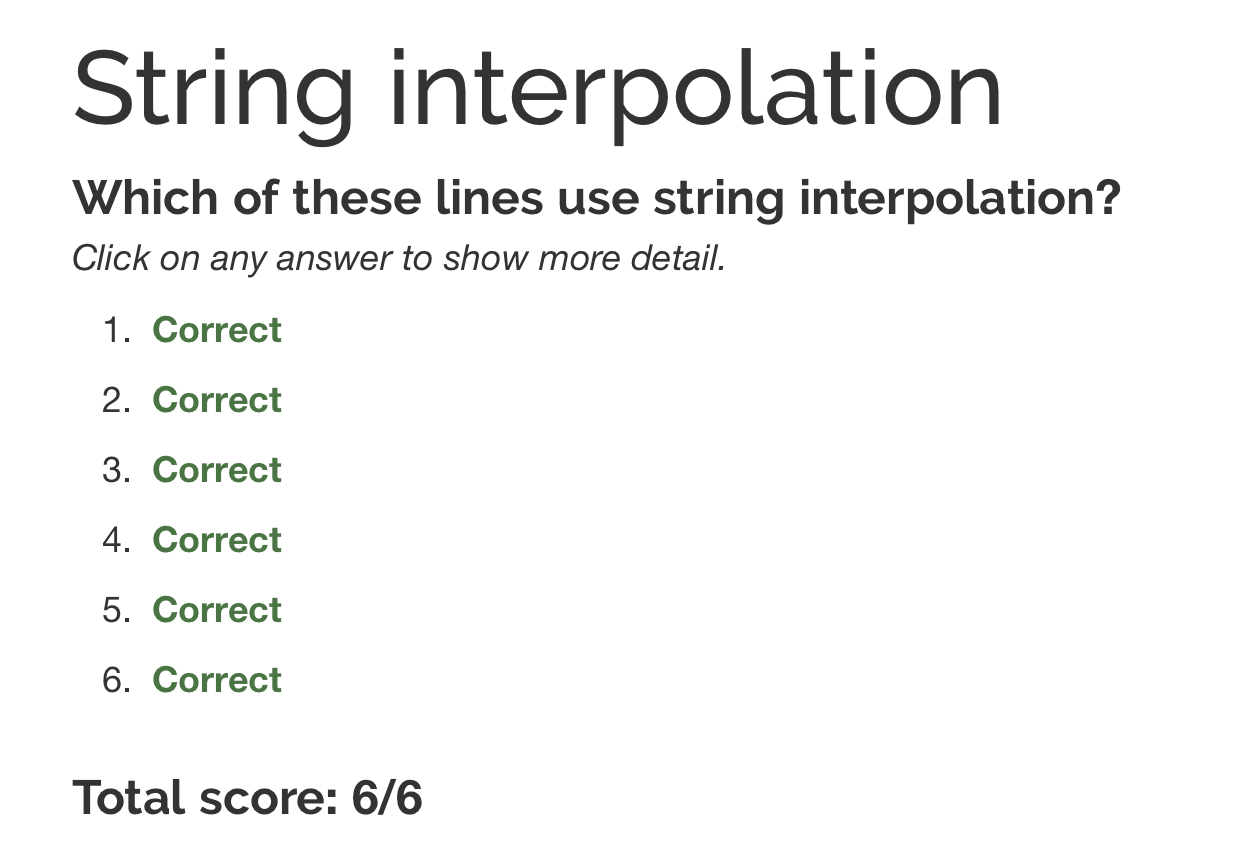 String interpolation
Which of these lines use string interpolation?
Click on any answer to show more detail.
1. Correct
2. Correct
3. Correct
4. Correct
5. Correct
6. Correct
Total score: 6/6